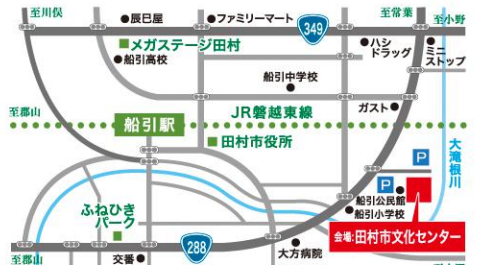 至川俣
辰巳屋
ファミリーマート
至常葉
至小野
349
メガステージ田村
船引高校
ハシ
ドラッグ
ミニ
ストップ
船引中学校
至郡山
JR磐越東線
ガスト
船引駅
田村市役所
大滝根川
P
P
船引公民館
船引小学校
ふねひき
パーク
会場:田村市文化センター
288
大方病院
交番
至郡山